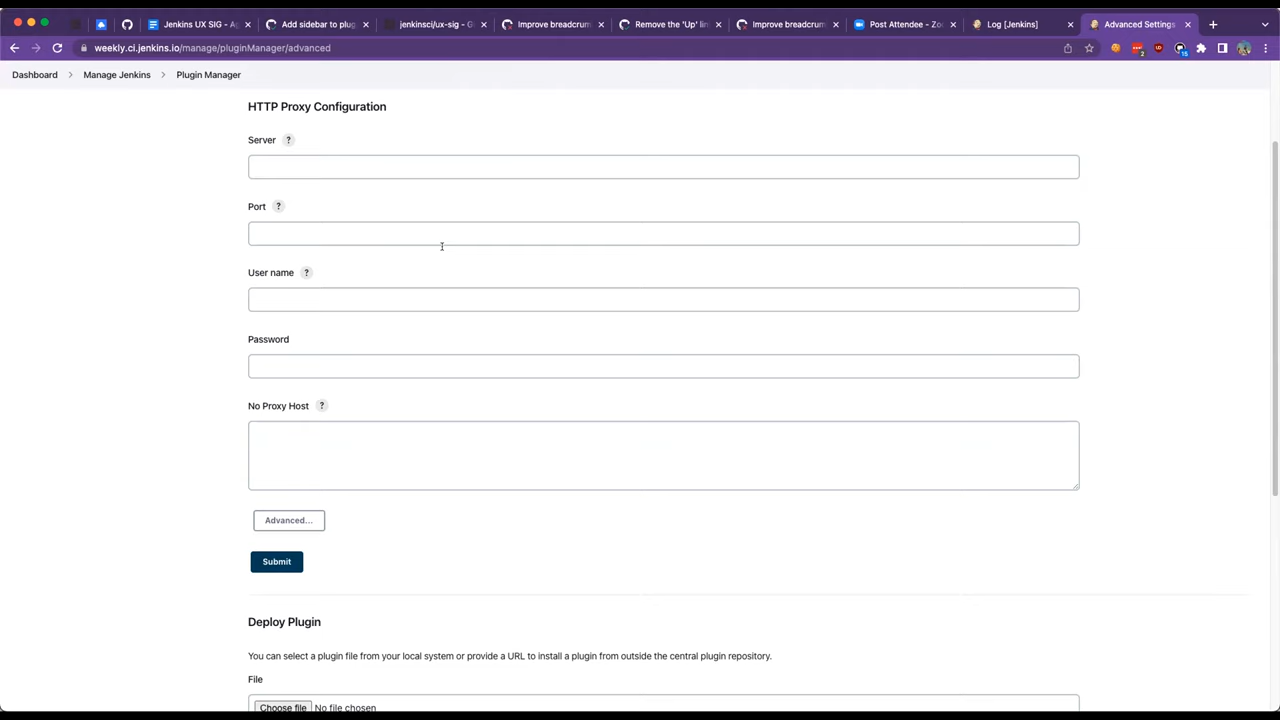 Jenkins UX SIG - Ag
Add sidebar to plug
jenkinsci/ux-sig - G
Improve breadcrum
Remove the 'Up' lin
Improve breadcrum
Post Attendee - Zoo
Log [Jenkins]
Advanced Settings
weekly.ci.jenkins.io/manage/pluginManager/advanced
Dashboard > Manage Jenkins > Plugin Manager
HTTP Proxy Configuration
Server ?
Port ?
User name ?
Password
No Proxy Host ?
Advanced...
Submit
Deploy Plugin
You can select a plugin file from your local system or provide a URL to install a plugin from outside the central plugin repository.
File
Choose file No file chosen